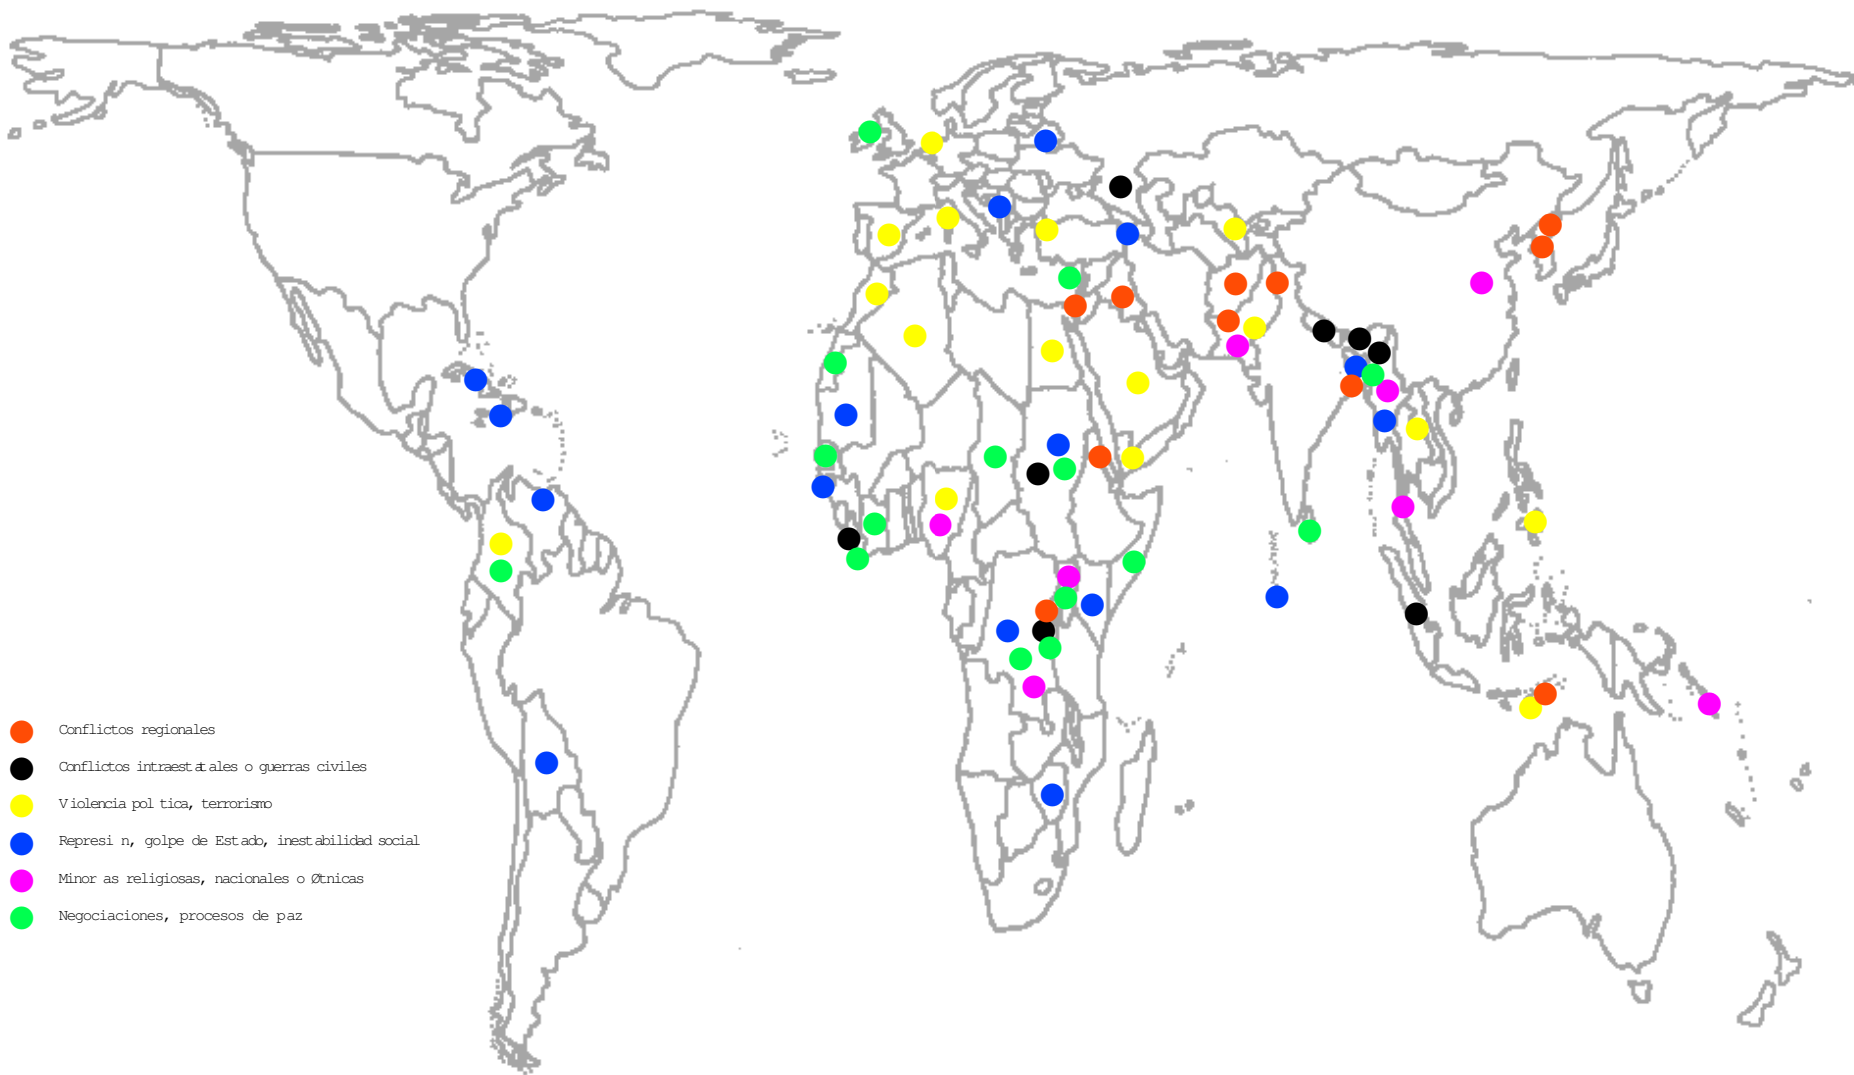 Conflictos regionales
Conflictos intraestatales o guerras civiles
Violencia pol tica, terrorismo
Represi n, golpe de Estado, inestabilidad social
Minor as religiosas, nacionales o Øtnicas
Negociaciones, procesos de paz